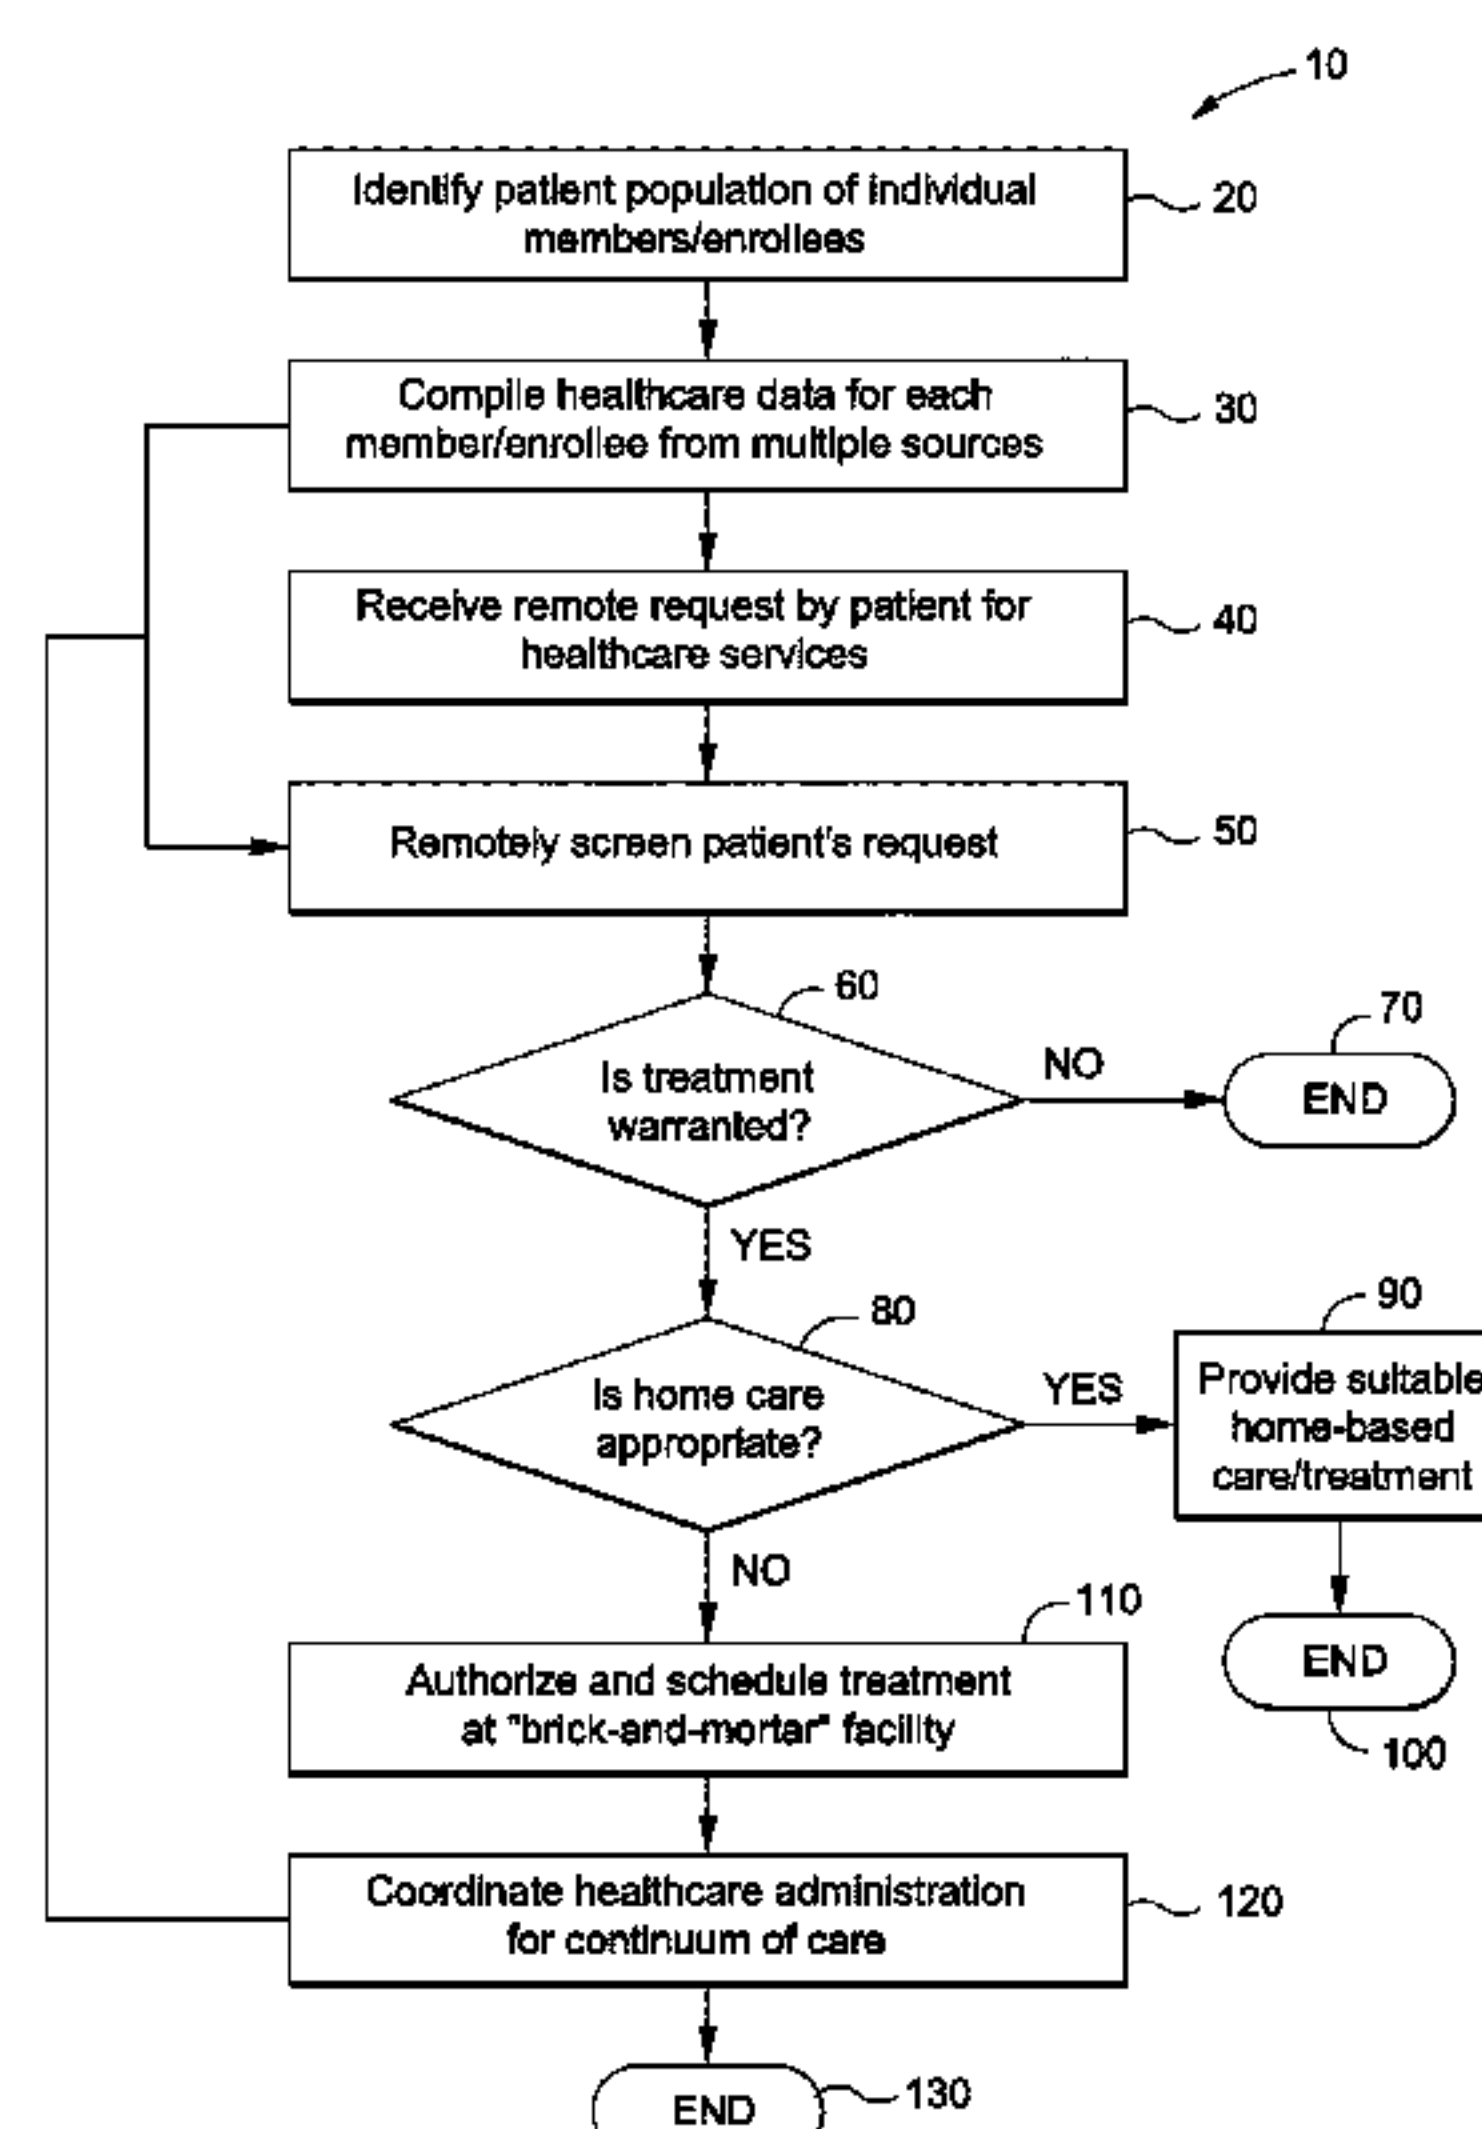 10
Identify patient population of individual
members/enrollees
20
Compile healthcare data for each
member/enrollee from multiple sources
30
Receive remote request by patient for
healthcare services
40
Remotely screen patient's request
50
60
Is treatment
warranted?
NO
70
END
YES
80
Is home care
appropriate?
YES
90
Provide suitable
home-based
care/treatment
NO
END
100
110
Authorize and schedule treatment
at "brick-and-mortar" facility
Coordinate healthcare administration
for continuum of care
120
END
130